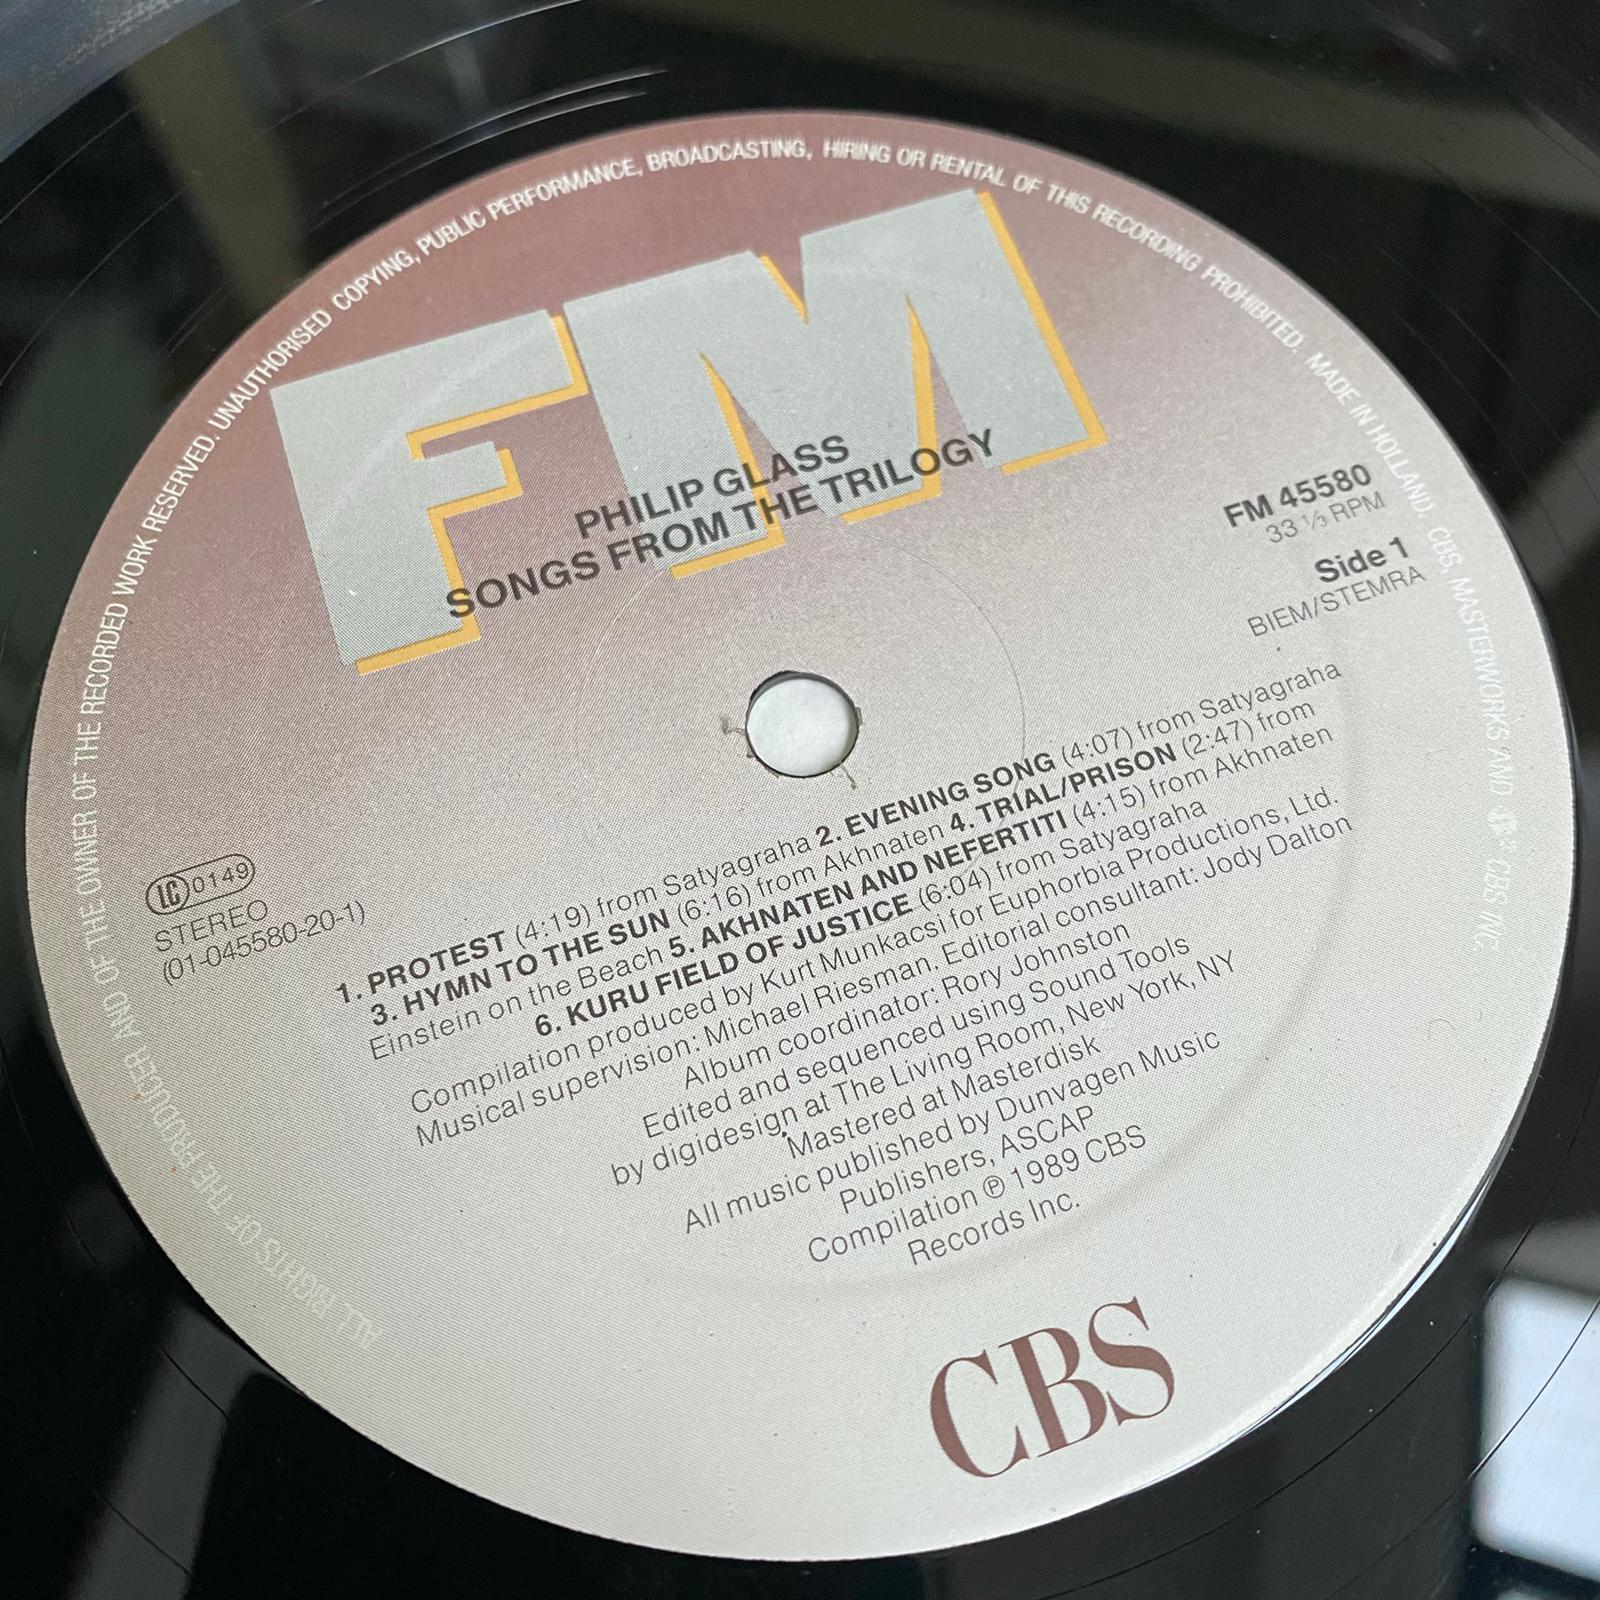 ALL RIGHTS OF THE PRODUCER AND OF THE OWNER OF THE RECORDED WORK RESERVED. UNAUTHORISED COPYING, PUBLIC PERFORMANCE, BROADCASTING, HIRING OR RENTAL OF THIS RECORDING PROHIBITED. MADE IN HOLLAND. CBS, MASTERWORKS AND CBS INC.
FM
PHILIP GLASS
SONGS FROM THE TRILOGY
FM 45580
33 ⅓ RPM
Side 1
BIEM/STEMRA
LC 0149
STEREO
(01-045580-20-1)
1. PROTEST (4:19) from Satyagraha 2. EVENING SONG (4:07) from Satyagraha
3. HYMN TO THE SUN (6:16) from Akhnaten 4. TRIAL/PRISON (2:47) from
Einstein on the Beach 5. AKHNATEN AND NEFERTITI (4:15) from Akhnaten
6. KURU FIELD OF JUSTICE (6:04) from Satyagraha
Compilation produced by Kurt Munkacsi for Euphorbia Productions, Ltd.
Musical supervision: Michael Riesman. Editorial consultant: Jody Dalton
Album coordinator: Rory Johnston
Edited and sequenced using Sound Tools
by digidesign at The Living Room, New York, NY
Mastered at Masterdisk
All music published by Dunvagen Music
Publishers, ASCAP
Compilation ℗ 1989 CBS
Records Inc.
CBS